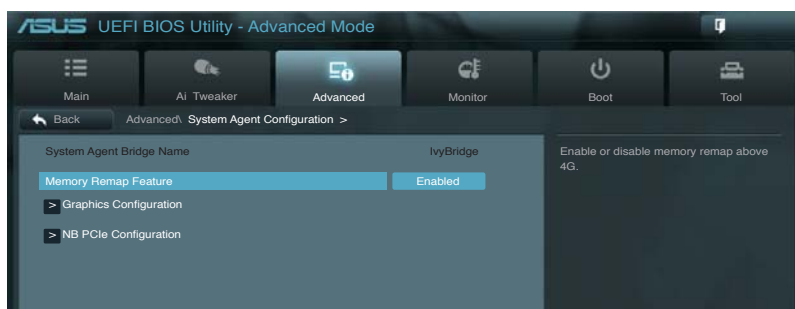 ASUS UEFI BIOS Utility - Advanced Mode
Main
Ai Tweaker
Advanced
Monitor
Boot
Tool
Back
Advanced\ System Agent Configuration >
System Agent Bridge Name IvyBridge
Memory Remap Feature Enabled
> Graphics Configuration
> NB PCIe Configuration
Enable or disable memory remap above
4G.